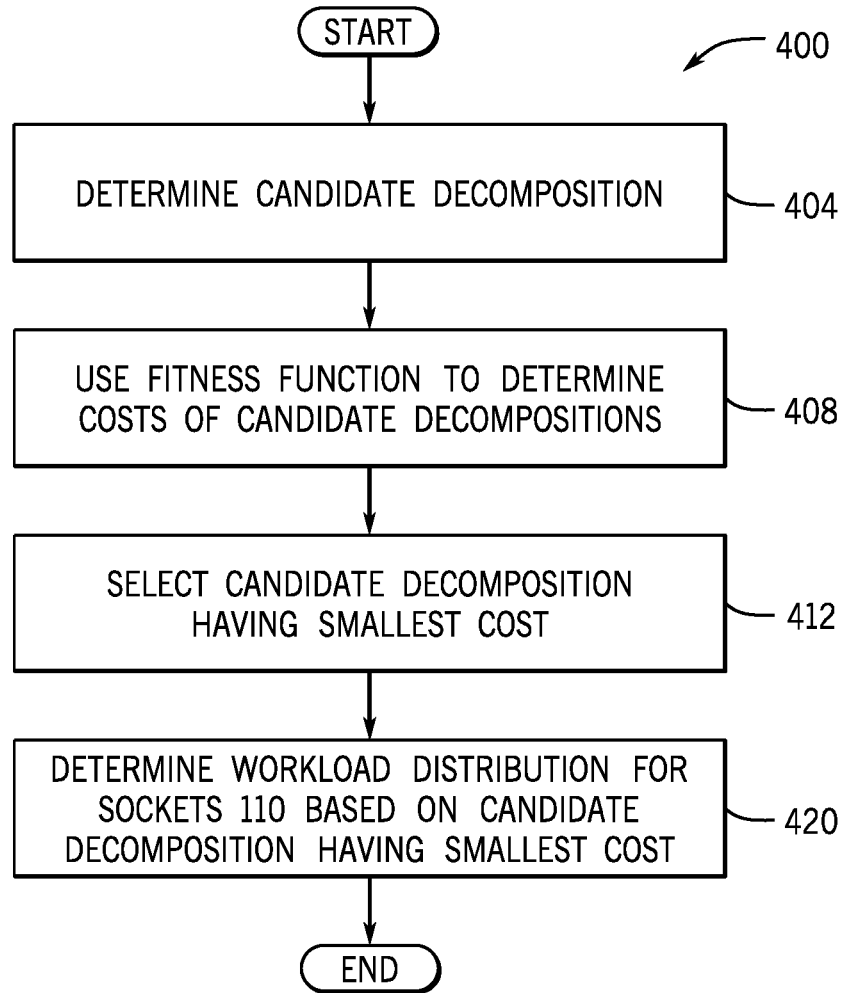 START
400
DETERMINE CANDIDATE DECOMPOSITION
404
USE FITNESS FUNCTION TO DETERMINE
COSTS OF CANDIDATE DECOMPOSITIONS
408
SELECT CANDIDATE DECOMPOSITION
HAVING SMALLEST COST
412
DETERMINE WORKLOAD DISTRIBUTION FOR
SOCKETS 110 BASED ON CANDIDATE
DECOMPOSITION HAVING SMALLEST COST
420
END